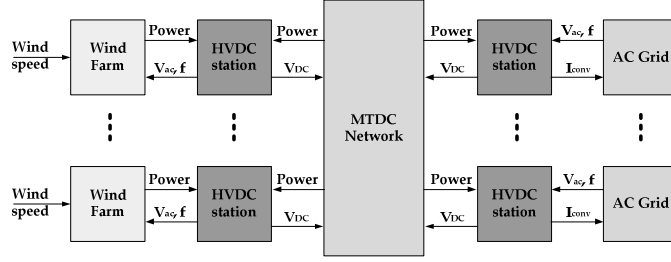 Wind speed
Wind Farm
Power
Vac, f
HVDC station
Power
VDC
MTDC Network
Power
VDC
HVDC station
Vac, f
Iconv
AC Grid
Wind speed
Wind Farm
Power
Vac, f
HVDC station
Power
VDC
Power
VDC
HVDC station
Vac, f
Iconv
AC Grid